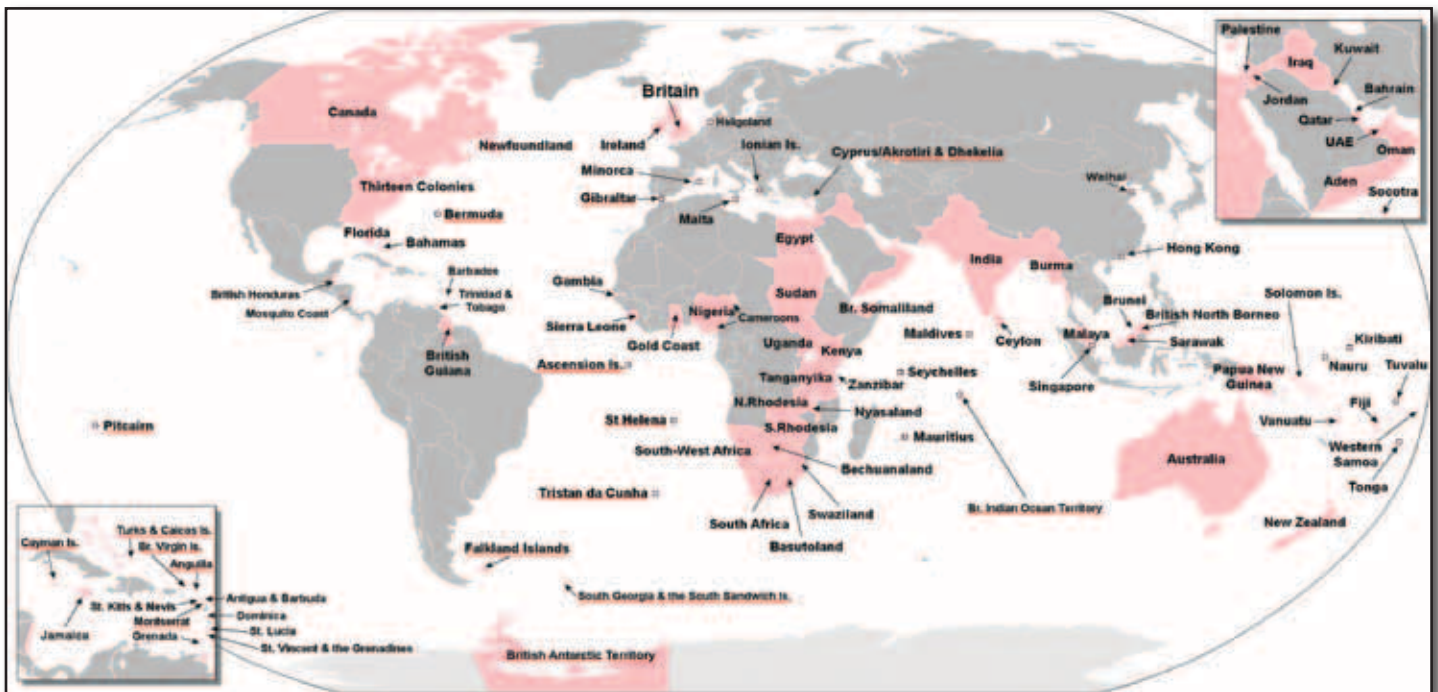 Palestine
Kuwait
Iraq
Bahrain
Jordan
Qatar
UAE
Oman
Aden
Socotra
Britain
Canada
Heligoland
Newfoundland
Ireland
Ionian Is.
Cyprus/Akrotiri & Dhekelia
Minorca
Weihai
Thirteen Colonies
Gibraltar
Bermuda
Malta
Florida
Bahamas
Egypt
Hong Kong
India
Burma
Barbados
Gambia
British Honduras
Trinidad &
Tobago
Mosquito Coast
Sudan
Solomon Is.
Nigeria
Br. Somaliland
Brunei
British North Borneo
Sierra Leone
Cameroons
Maldives
Malaya
Kiribati
Gold Coast
Uganda
Kenya
Ceylon
Sarawak
British
Guiana
Ascension Is.
Nauru
Tuvalu
Tanganyika
Zanzibar
Seychelles
Singapore
Papua New
Guinea
N.Rhodesia
Nyasaland
Fiji
Pitcairn
St Helena
S.Rhodesia
Mauritius
Vanuatu
South-West Africa
Bechuanaland
Australia
Western
Samoa
Tonga
Tristan da Cunha
Swaziland
Br. Indian Ocean Territory
South Africa
New Zealand
Basutoland
Falkland Islands
South Georgia & the South Sandwich Is.
British Antarctic Territory
Turks & Caicos Is.
Cayman Is.
Br. Virgin Is.
Anguilla
Antigua & Barbuda
St. Kitts & Nevis
Montserrat
Dominica
Jamaica
Grenada
St. Lucia
St. Vincent & the Grenadines